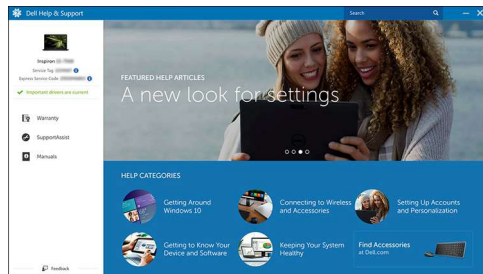 Dell Help & Support
Search
Inspiron
Service Tag
Express Service Code
Important drivers are current
Warranty
SupportAssist
Manuals
Feedback
FEATURED HELP ARTICLES
A new look for settings
HELP CATEGORIES
Getting Around
Windows 10
Connecting to Wireless
and Accessories
Setting Up Accounts
and Personalization
Getting to Know Your
Device and Software
Keeping Your System
Healthy
Find Accessories
at Dell.com